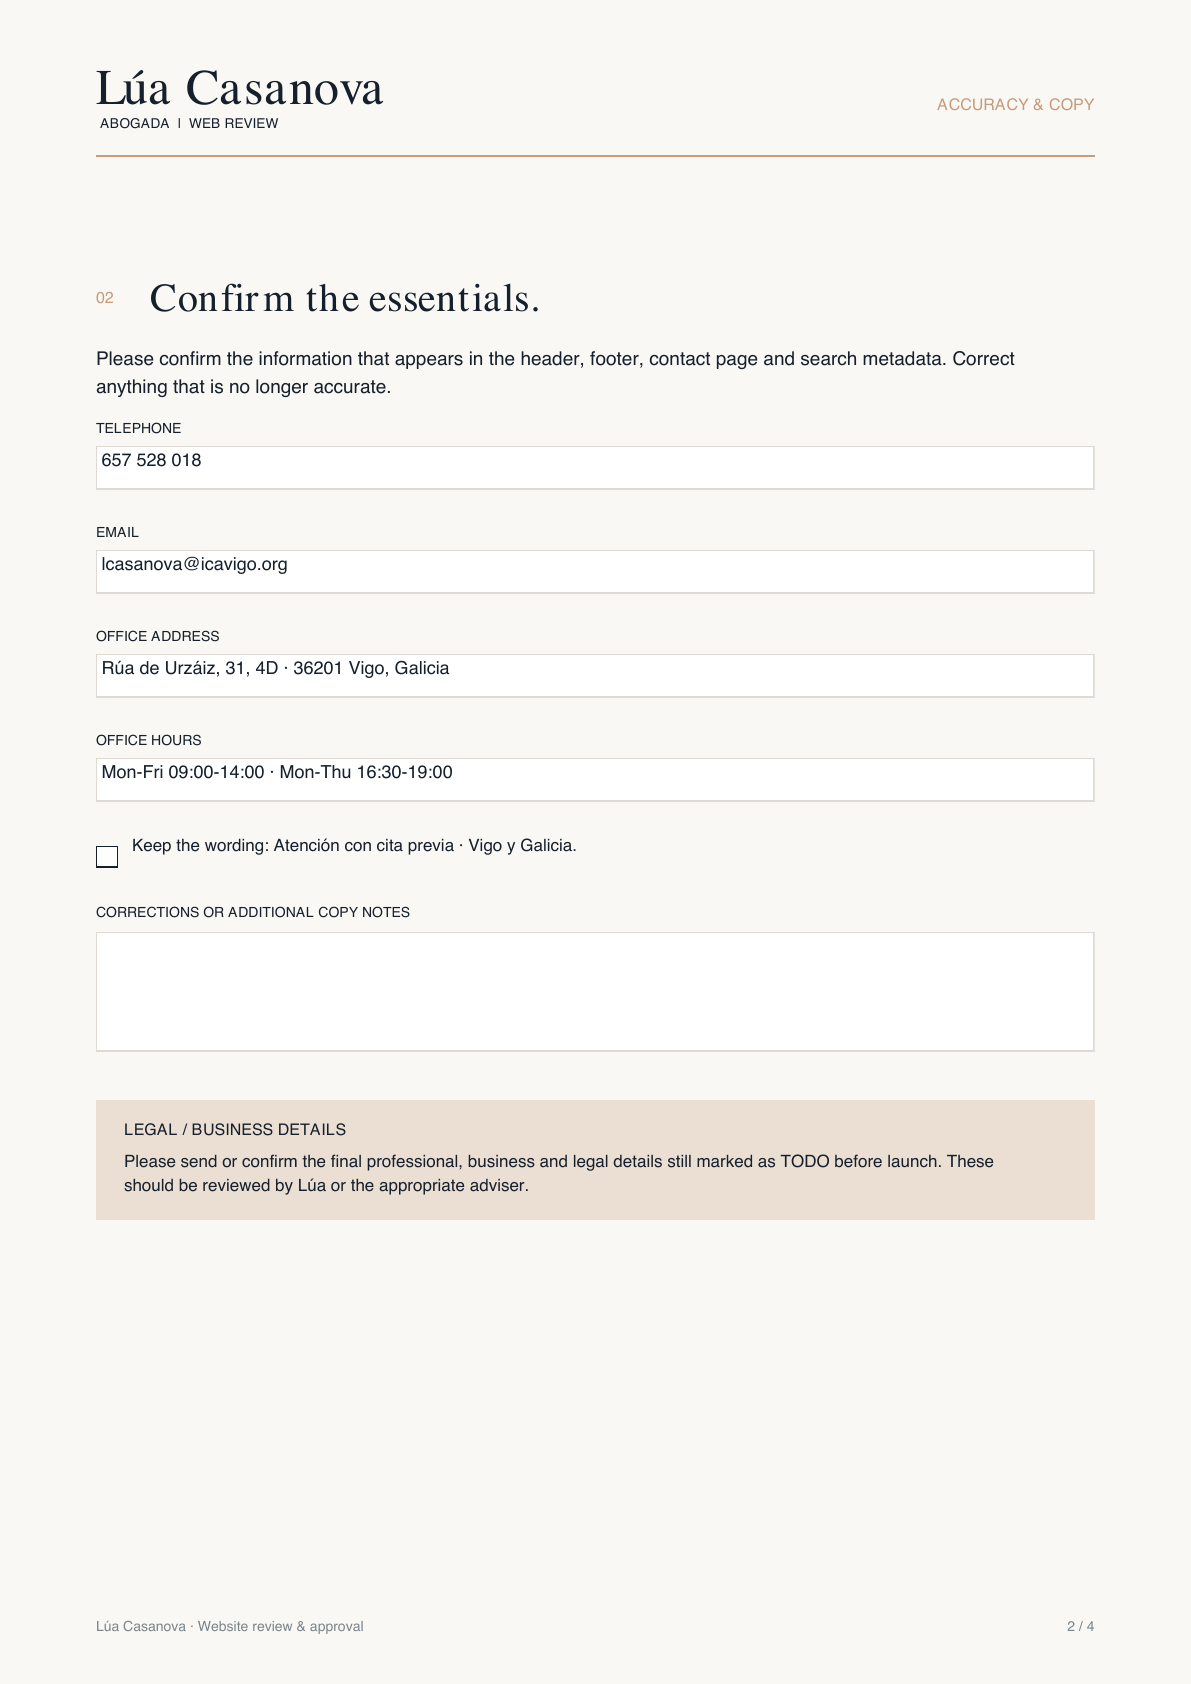 Lúa Casanova
ABOGADA | WEB REVIEW
ACCURACY & COPY
02 Confirm the essentials.
Please confirm the information that appears in the header, footer, contact page and search metadata. Correct
anything that is no longer accurate.
TELEPHONE
657 528 018
EMAIL
lcasanova@icavigo.org
OFFICE ADDRESS
Rúa de Urzáiz, 31, 4D · 36201 Vigo, Galicia
OFFICE HOURS
Mon-Fri 09:00-14:00 · Mon-Thu 16:30-19:00
Keep the wording: Atención con cita previa · Vigo y Galicia.
CORRECTIONS OR ADDITIONAL COPY NOTES
LEGAL / BUSINESS DETAILS
Please send or confirm the final professional, business and legal details still marked as TODO before launch. These
should be reviewed by Lúa or the appropriate adviser.
Lúa Casanova · Website review & approval
2 / 4